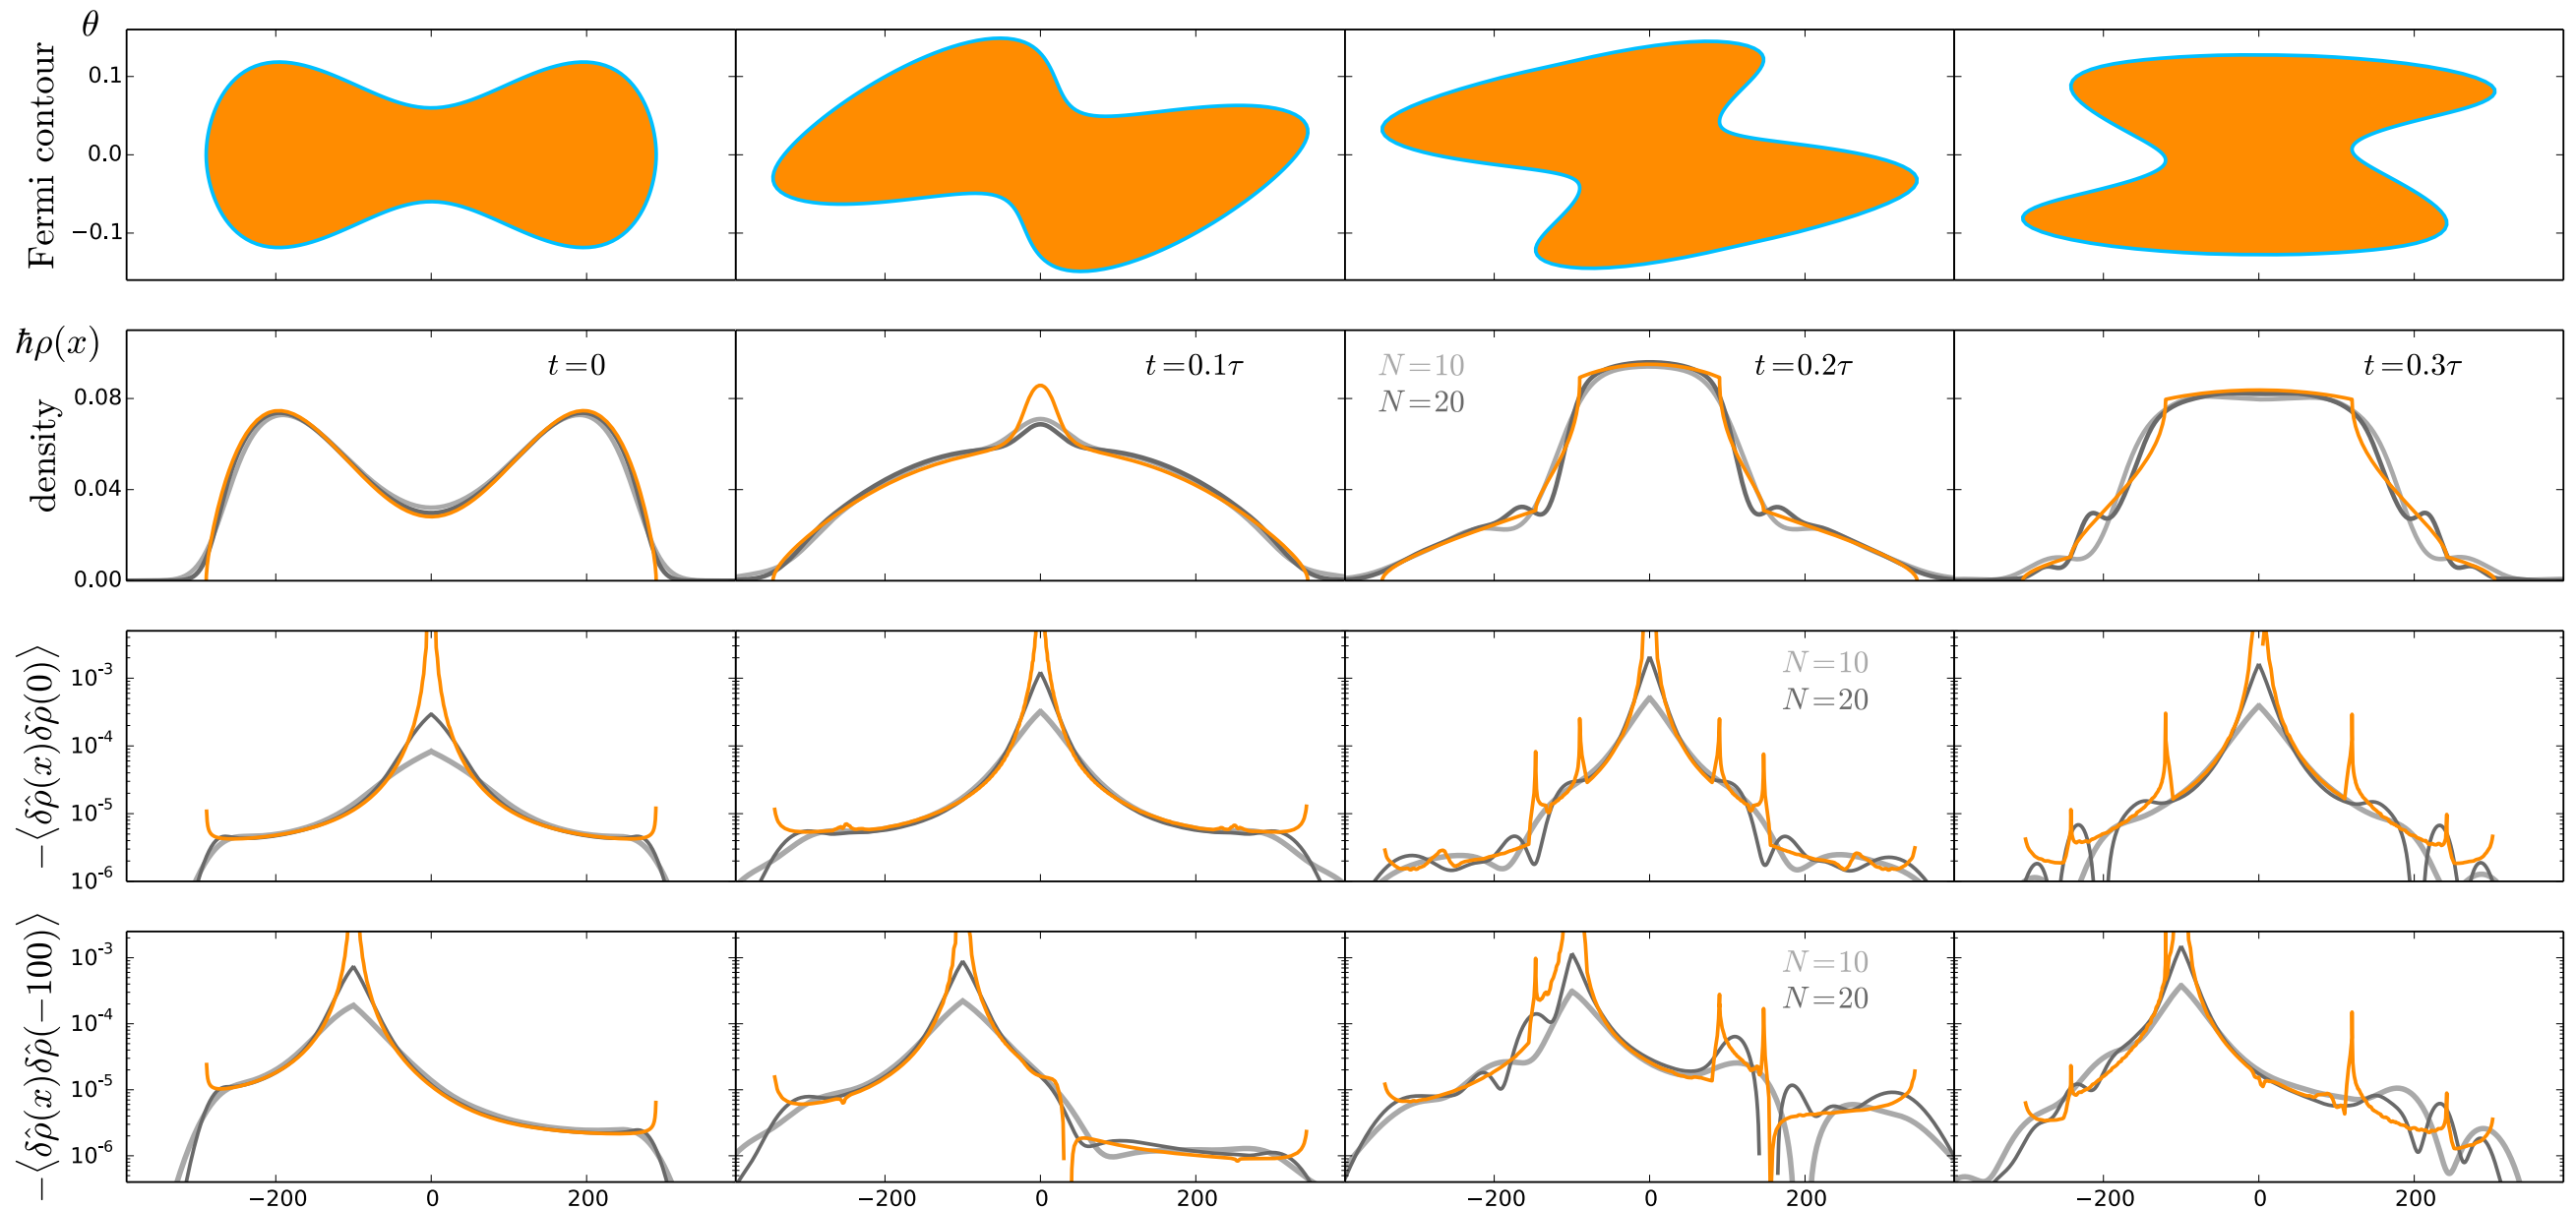 θ
Fermi contour
0.1
0.0
−0.1
ħρ(x)
density
0.08
0.04
0.00
t=0
t=0.1τ
N=10
N=20
t=0.2τ
t=0.3τ
−⟨δρ̂(x)δρ̂(0)⟩
10⁻³
10⁻⁴
10⁻⁵
10⁻⁶
N=10
N=20
−⟨δρ̂(x)δρ̂(−100)⟩
10⁻³
10⁻⁴
10⁻⁵
10⁻⁶
N=10
N=20
−200 0 200 −200 0 200 −200 0 200 −200 0 200